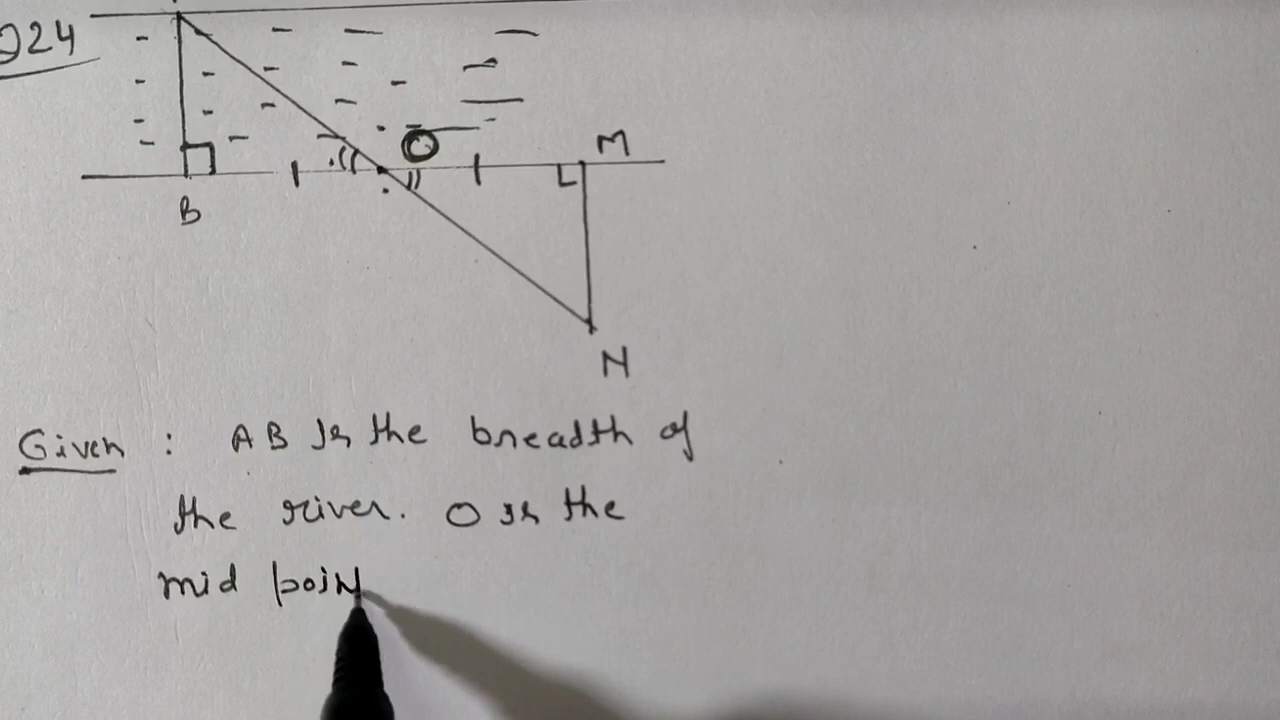 Q24
O
M
B
N
Given : AB is the breadth of
the river. O is the
mid poin